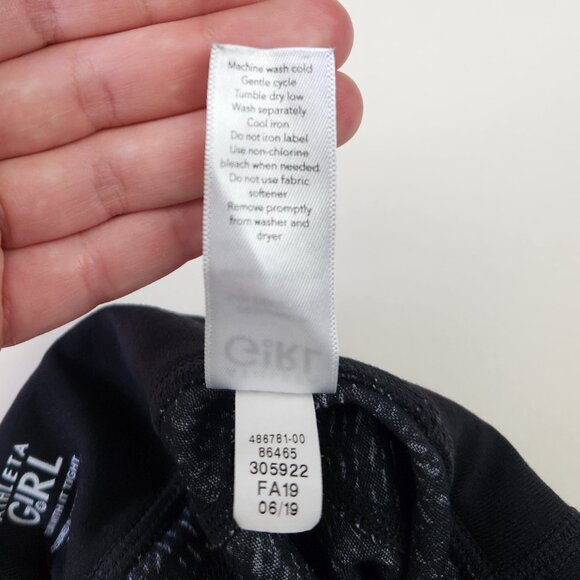 Machine wash cold
Gentle cycle
Tumble dry low
Wash separately
Cool iron
Do not iron label
Use non-chlorine
bleach when needed
Do not use fabric
softener
Remove promptly
from washer and
dryer
GiRL
486781-00
86465
305922
FA19
06/19
ATHLETA
GiRL